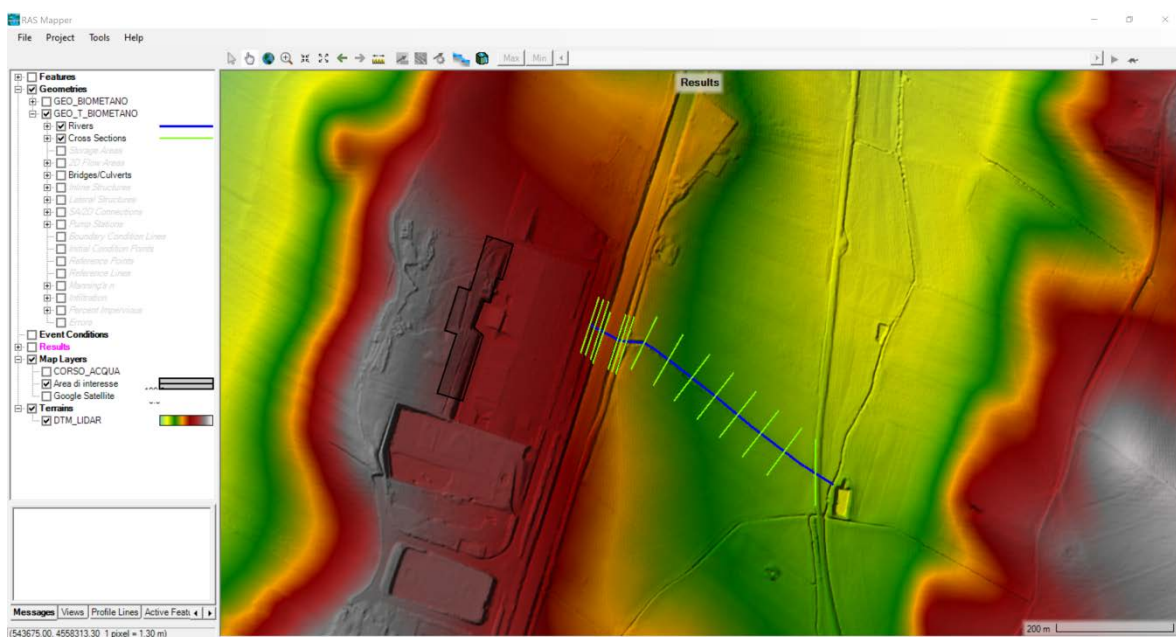 RAS Mapper
File Project Tools Help
Max Min
Features
Geometries
GEO_BIOMETANO
GEO_T_BIOMETANO
Rivers
Cross Sections
Storage Areas
2D Flow Areas
Bridges/Culverts
Inline Structures
Lateral Structures
SA/2D Connections
Pump Stations
Boundary Condition Lines
Initial Condition Points
Reference Points
Reference Lines
Manning's n
Infiltration
Percent Impervious
Errors
Event Conditions
Results
Map Layers
CORSO_ACQUA
Area di interesse
Google Satellite
Terrains
DTM_LIDAR
Results
200 m
Messages Views Profile Lines Active Featu
(543675.00, 4558313.30 1 pixel = 1.30 m)